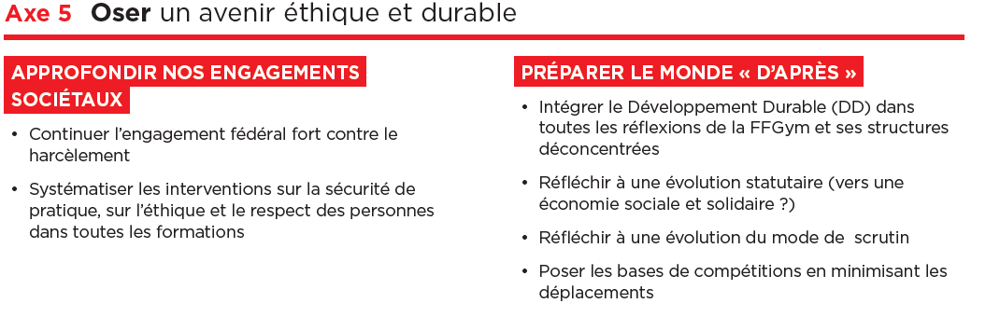 Axe 5 Oser un avenir éthique et durable
APPROFONDIR NOS ENGAGEMENTS
SOCIÉTAUX
• Continuer l’engagement fédéral fort contre le
harcèlement
• Systématiser les interventions sur la sécurité de
pratique, sur l’éthique et le respect des personnes
dans toutes les formations
PRÉPARER LE MONDE « D’APRÈS »
• Intégrer le Développement Durable (DD) dans
toutes les réflexions de la FFGym et ses structures
déconcentrées
• Réfléchir à une évolution statutaire (vers une
économie sociale et solidaire ?)
• Réfléchir à une évolution du mode de  scrutin
• Poser les bases de compétitions en minimisant les
déplacements